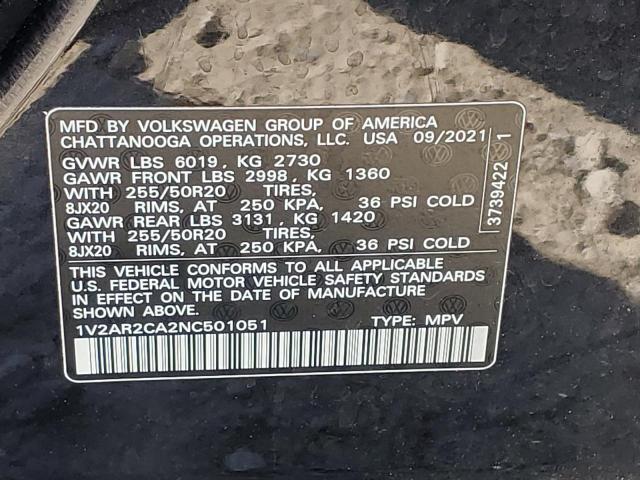 MFD BY VOLKSWAGEN GROUP OF AMERICA
CHATTANOOGA OPERATIONS, LLC. USA 09/2021
GVWR LBS 6019, KG 2730
GAWR FRONT LBS 2998, KG 1360
WITH 255/50R20 TIRES,
8JX20 RIMS, AT 250 KPA, 36 PSI COLD
GAWR REAR LBS 3131, KG 1420
WITH 255/50R20 TIRES,
8JX20 RIMS, AT 250 KPA, 36 PSI COLD
THIS VEHICLE CONFORMS TO ALL APPLICABLE
U.S. FEDERAL MOTOR VEHICLE SAFETY STANDARDS
IN EFFECT ON THE DATE OF MANUFACTURE
SHOWN ABOVE.
1V2AR2CA2NC501051 TYPE: MPV
3739422 1